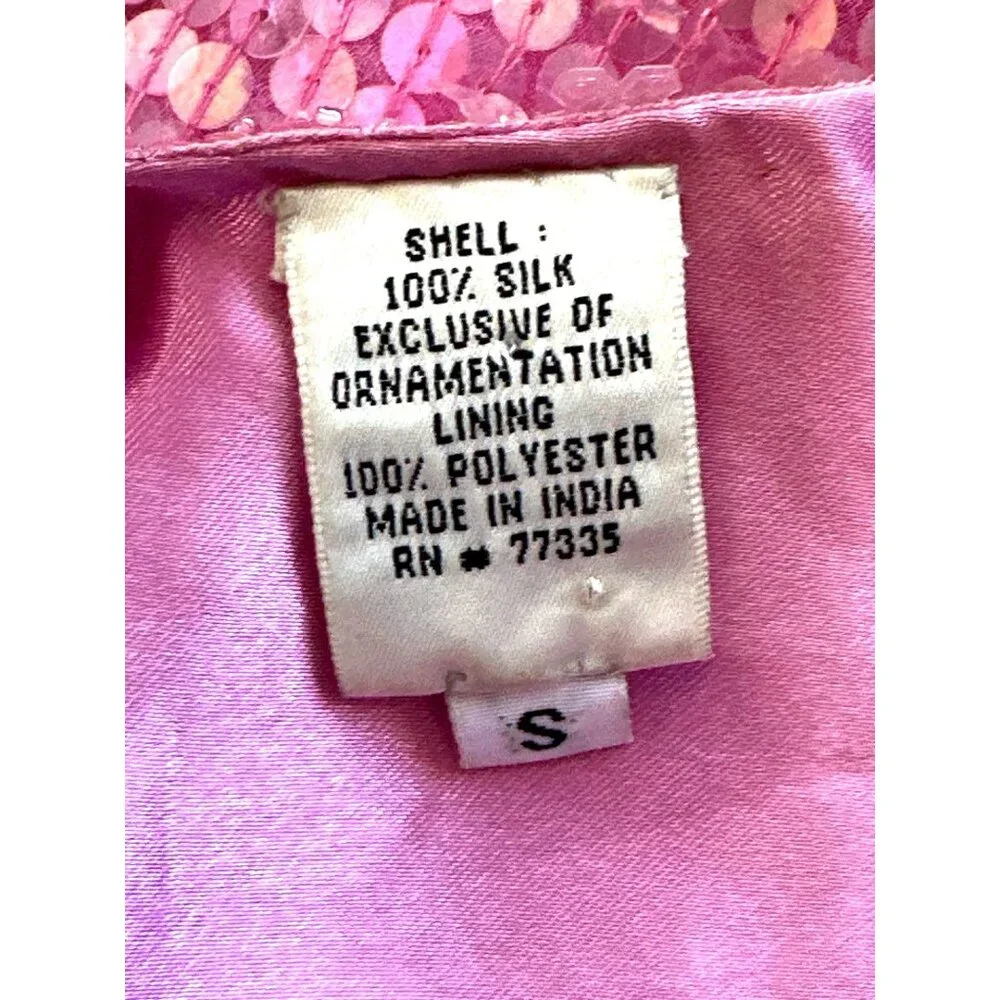 SHELL :
100% SILK
EXCLUSIVE OF
ORNAMENTATION
LINING
100% POLYESTER
MADE IN INDIA
RN # 77335
S